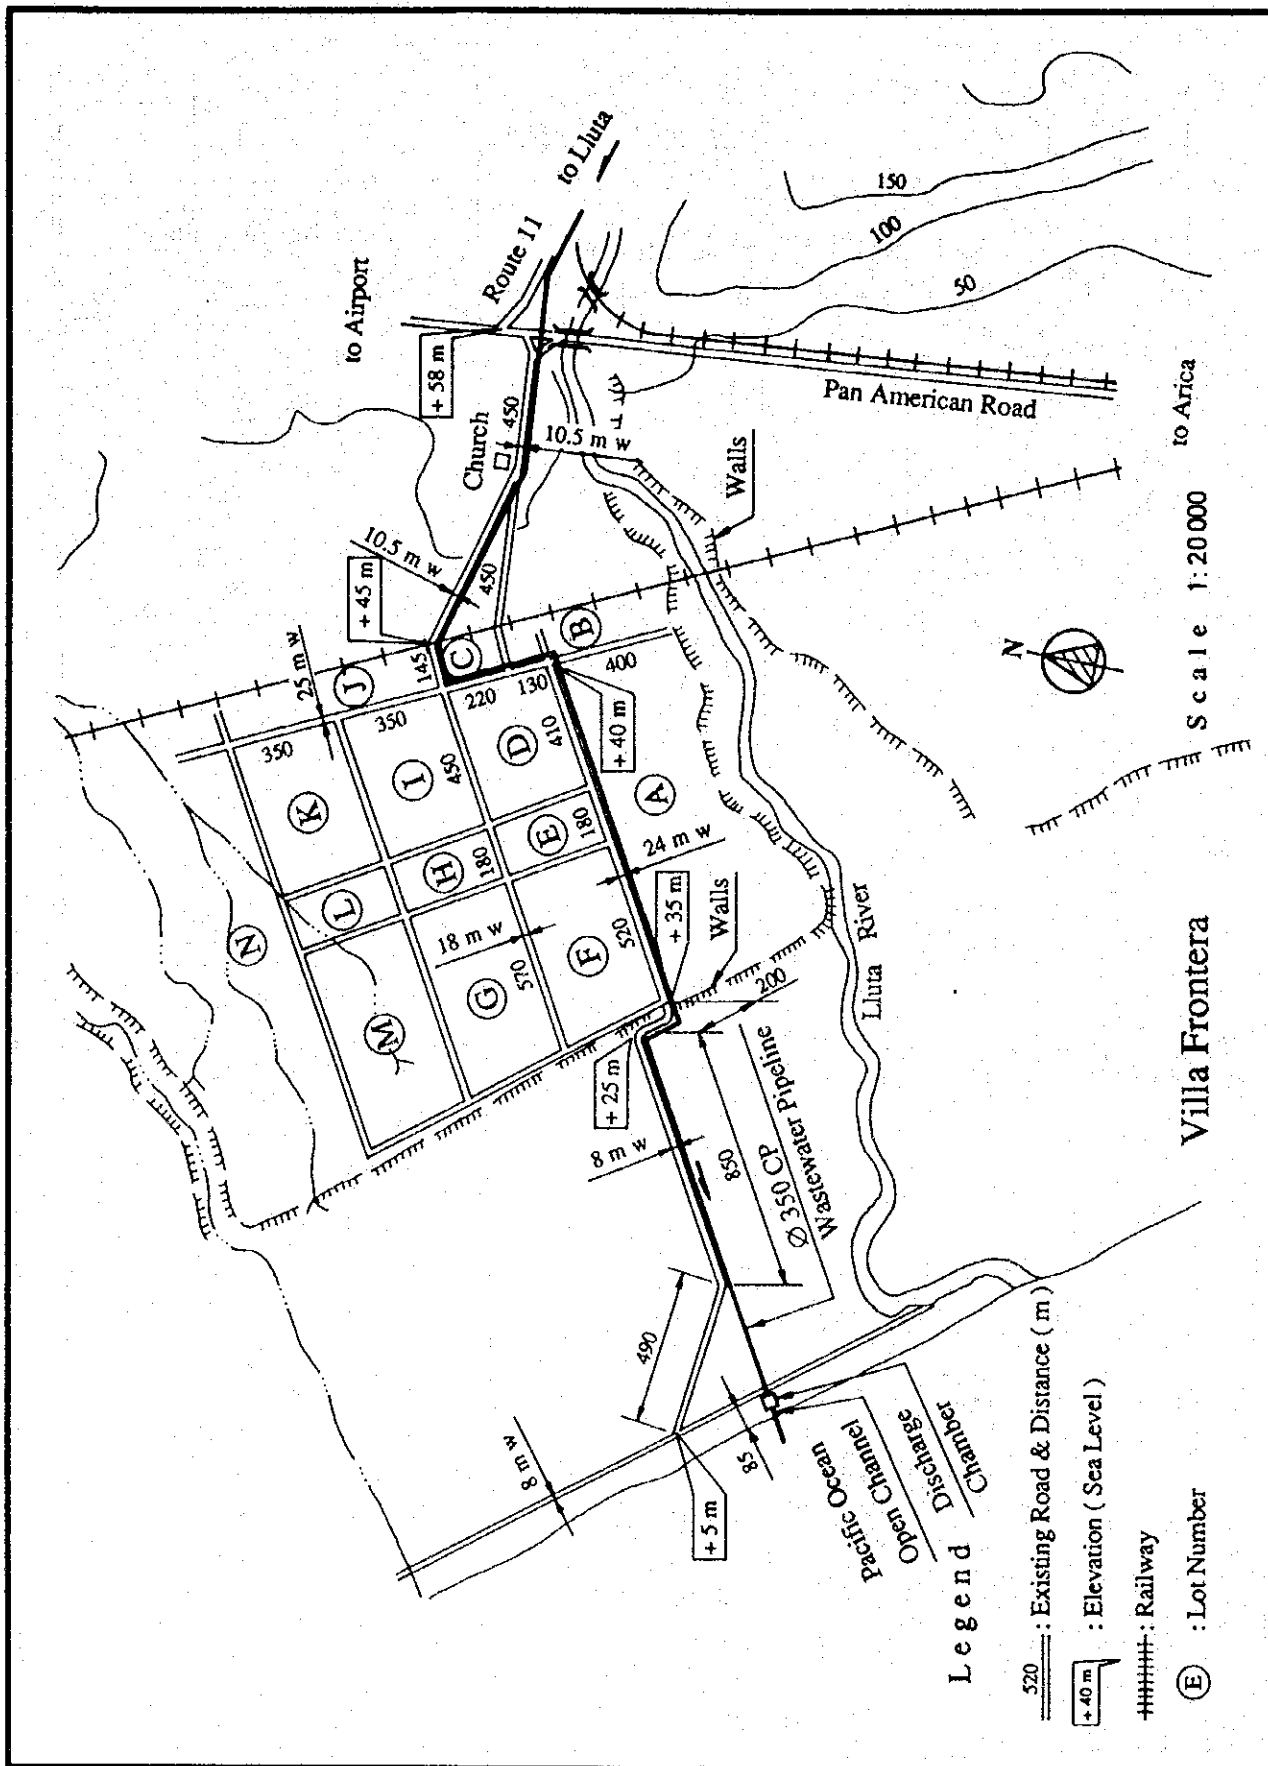 to Airport
Route 11
to Lluta
+ 58 m
Church
450
10.5 m w
Pan American Road
150
100
50
to Arica
10.5 m w
450
+ 45 m
Walls
25 m w
J
145
C
B
400
350
350
220
130
K
I
D
450
410
+ 40 m
A
N
L
H
E
180
180
24 m w
M
G
F
18 m w
570
520
+ 35 m
Walls
+ 25 m
200
8 m w
850
Ø 350 CP
Wastewater Pipeline
Lluta River
490
8 m w
85
+ 5 m
Pacific Ocean
Open Channel
Discharge
Chamber
N
Scale 1:20000
Villa Frontera
Legend
520 : Existing Road & Distance ( m )
+ 40 m : Elevation ( Sea Level )
: Railway
E : Lot Number